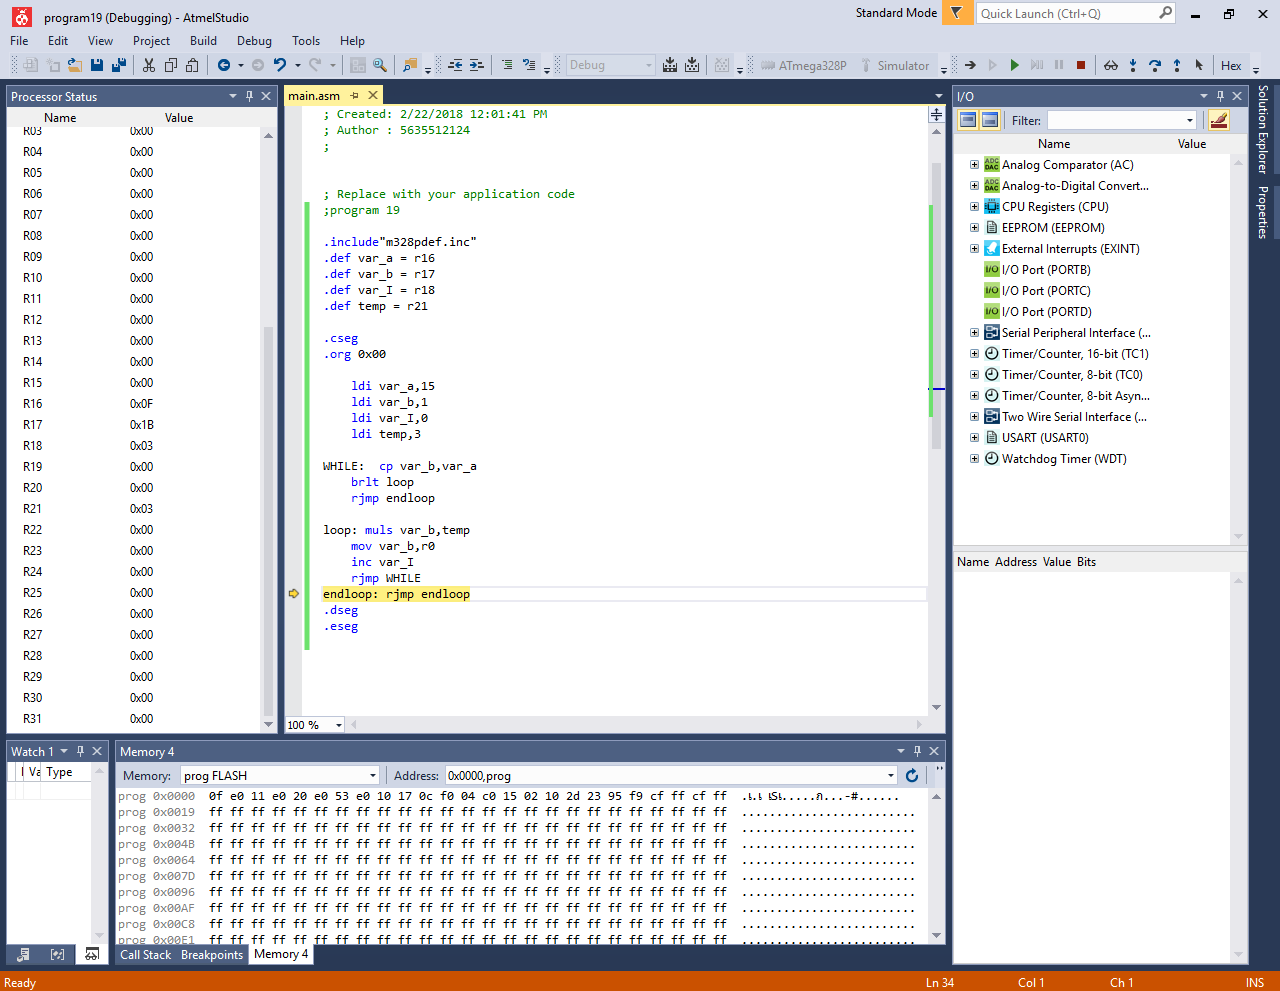 program19 (Debugging) - AtmelStudio
Standard Mode
Quick Launch (Ctrl+Q)
File Edit View Project Build Debug Tools Help
Debug
ATmega328P
Simulator
Hex
Processor Status
Name Value
R03 0x00
R04 0x00
R05 0x00
R06 0x00
R07 0x00
R08 0x00
R09 0x00
R10 0x00
R11 0x00
R12 0x00
R13 0x00
R14 0x00
R15 0x00
R16 0x0F
R17 0x1B
R18 0x03
R19 0x00
R20 0x00
R21 0x03
R22 0x00
R23 0x00
R24 0x00
R25 0x00
R26 0x00
R27 0x00
R28 0x00
R29 0x00
R30 0x00
R31 0x00
main.asm
; Created: 2/22/2018 12:01:41 PM
; Author : 5635512124
;
; Replace with your application code
;program 19
.include"m328pdef.inc"
.def var_a = r16
.def var_b = r17
.def var_I = r18
.def temp = r21
.cseg
.org 0x00
ldi var_a,15
ldi var_b,1
ldi var_I,0
ldi temp,3
WHILE: cp var_b,var_a
brlt loop
rjmp endloop
loop: muls var_b,temp
mov var_b,r0
inc var_I
rjmp WHILE
endloop: rjmp endloop
.dseg
.eseg
100 %
I/O
Filter:
Name Value
Analog Comparator (AC)
Analog-to-Digital Convert...
CPU Registers (CPU)
EEPROM (EEPROM)
External Interrupts (EXINT)
I/O Port (PORTB)
I/O Port (PORTC)
I/O Port (PORTD)
Serial Peripheral Interface (...
Timer/Counter, 16-bit (TC1)
Timer/Counter, 8-bit (TC0)
Timer/Counter, 8-bit Asyn...
Two Wire Serial Interface (...
USART (USART0)
Watchdog Timer (WDT)
Name Address Value Bits
Solution Explorer
Properties
Watch 1
Va Type
Memory 4
Memory: prog FLASH
Address: 0x0000,prog
prog 0x0000 0f e0 11 e0 20 e0 53 e0 10 17 0c f0 04 c0 15 02 10 2d 23 95 f9 cf ff cf ff
prog 0x0019 ff ff ff ff ff ff ff ff ff ff ff ff ff ff ff ff ff ff ff ff ff ff ff ff ff .........................
prog 0x0032 ff ff ff ff ff ff ff ff ff ff ff ff ff ff ff ff ff ff ff ff ff ff ff ff ff .........................
prog 0x004B ff ff ff ff ff ff ff ff ff ff ff ff ff ff ff ff ff ff ff ff ff ff ff ff ff .........................
prog 0x0064 ff ff ff ff ff ff ff ff ff ff ff ff ff ff ff ff ff ff ff ff ff ff ff ff ff .........................
prog 0x007D ff ff ff ff ff ff ff ff ff ff ff ff ff ff ff ff ff ff ff ff ff ff ff ff ff .........................
prog 0x0096 ff ff ff ff ff ff ff ff ff ff ff ff ff ff ff ff ff ff ff ff ff ff ff ff ff .........................
prog 0x00AF ff ff ff ff ff ff ff ff ff ff ff ff ff ff ff ff ff ff ff ff ff ff ff ff ff .........................
prog 0x00C8 ff ff ff ff ff ff ff ff ff ff ff ff ff ff ff ff ff ff ff ff ff ff ff ff ff .........................
prog 0x00E1 ff ff ff ff ff ff ff ff ff ff ff ff ff ff ff ff ff ff ff ff ff ff ff ff ff .........................
Call Stack Breakpoints Memory 4
Ready
Ln 34 Col 1 Ch 1 INS